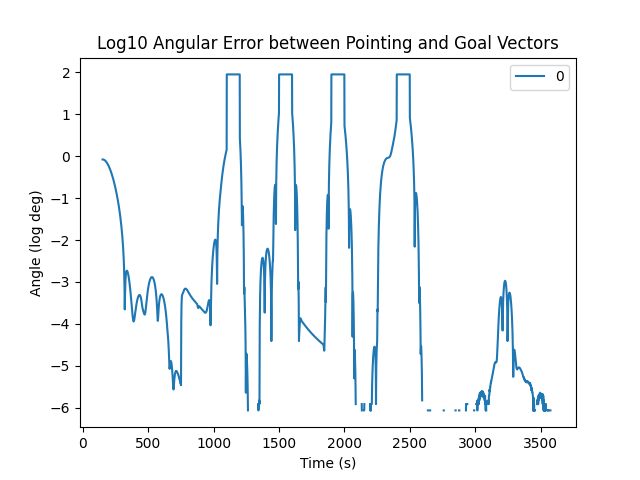 Log10 Angular Error between Pointing and Goal Vectors
0
2
1
0
−1
−2
−3
−4
−5
−6
Angle (log deg)
0 500 1000 1500 2000 2500 3000 3500
Time (s)